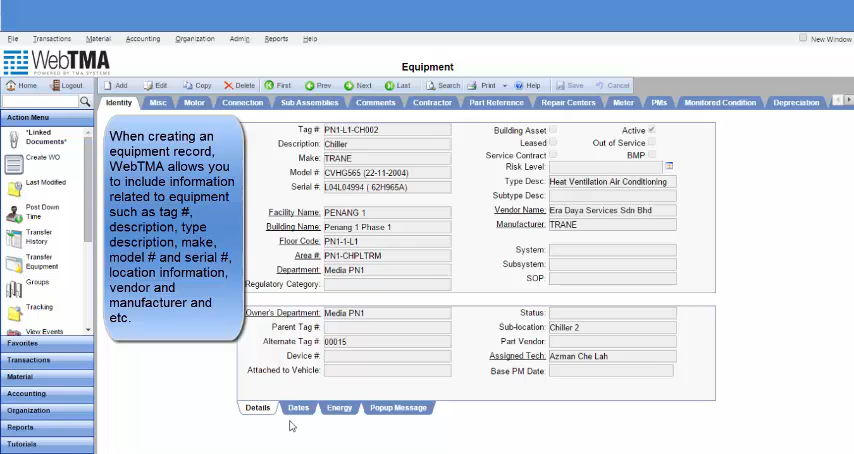 File Transactions Material Accounting Organization Admin Reports Help New Window
WebTMA
POWERED BY TMA SYSTEMS
Equipment
Home Logout Add Edit Copy Delete First Prev Next Last Search Print Help Save Cancel
Identity Misc Motor Connection Sub Assemblies Comments Contractor Part Reference Repair Centers Meter PMs Monitored Condition Depreciation
Action Menu
*Linked
Documents*
Create WO
Last Modified
Post Down
Time
Transfer
History
Transfer
Equipment
Groups
Tracking
View Events
Favorites
Transactions
Material
Accounting
Organization
Reports
Tutorials
When creating an
equipment record,
WebTMA allows you
to include information
related to equipment
such as tag #,
description, type
description, make,
model # and serial #,
location information,
vendor and
manufacturer and
etc.
Tag #: PN1-L1-CH002
Description: Chiller
Make: TRANE
Model #: CVHG565 (22-11-2004)
Serial #: L04L04994 ( 62H965A)
Facility Name: PENANG 1
Building Name: Penang 1 Phase 1
Floor Code: PN1-1-L1
Area #: PN1-CHPLTRM
Department: Media PN1
Regulatory Category:
Building Asset Active
Leased Out of Service
Service Contract BMP
Risk Level:
Type Desc: Heat Ventilation Air Conditioning
Subtype Desc:
Vendor Name: Era Daya Services Sdn Bhd
Manufacturer: TRANE
System:
Subsystem:
SOP:
Owner's Department: Media PN1
Parent Tag #:
Alternate Tag #: 00015
Device #:
Attached to Vehicle:
Status:
Sub-location: Chiller 2
Part Vendor:
Assigned Tech: Azman Che Lah
Base PM Date:
Details Dates Energy Popup Message